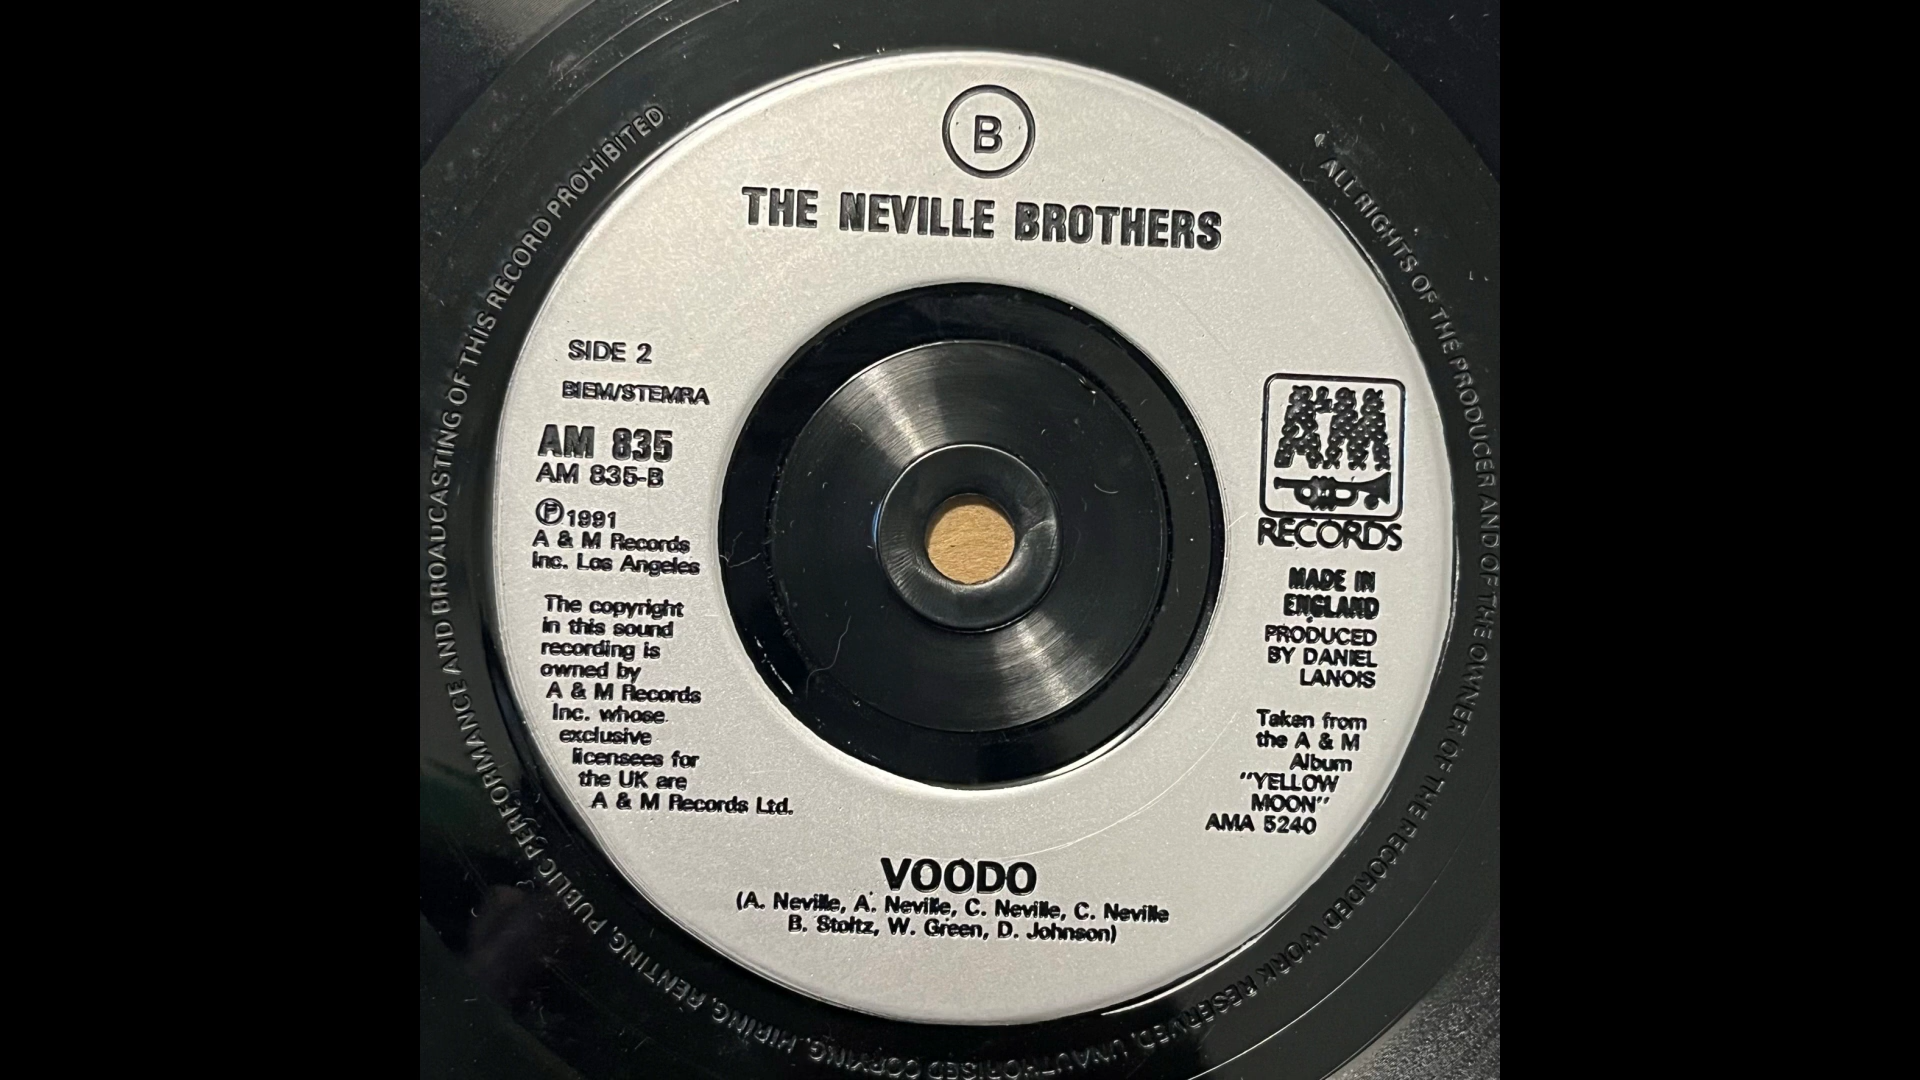 B
THE NEVILLE BROTHERS
SIDE 2
BIEM/STEMRA
AM 835
AM 835-B
Ⓟ1991
A & M Records
Inc. Los Angeles
The copyright
in this sound
recording is
owned by
A & M Records
Inc. whose
exclusive
licensees for
the UK are
A & M Records Ltd.
A&M
RECORDS
MADE IN
ENGLAND
PRODUCED
BY DANIEL
LANOIS
Taken from
the A & M
Album
"YELLOW
MOON"
AMA 5240
VOODO
(A. Neville, A. Neville, C. Neville, C. Neville
B. Stoltz, W. Green, D. Johnson)
ALL RIGHTS OF THE PRODUCER AND OF THE OWNER OF THE RECORDED WORK RESERVED. UNAUTHORISED COPYING, HIRING, RENTING, PUBLIC PERFORMANCE AND BROADCASTING OF THIS RECORD PROHIBITED